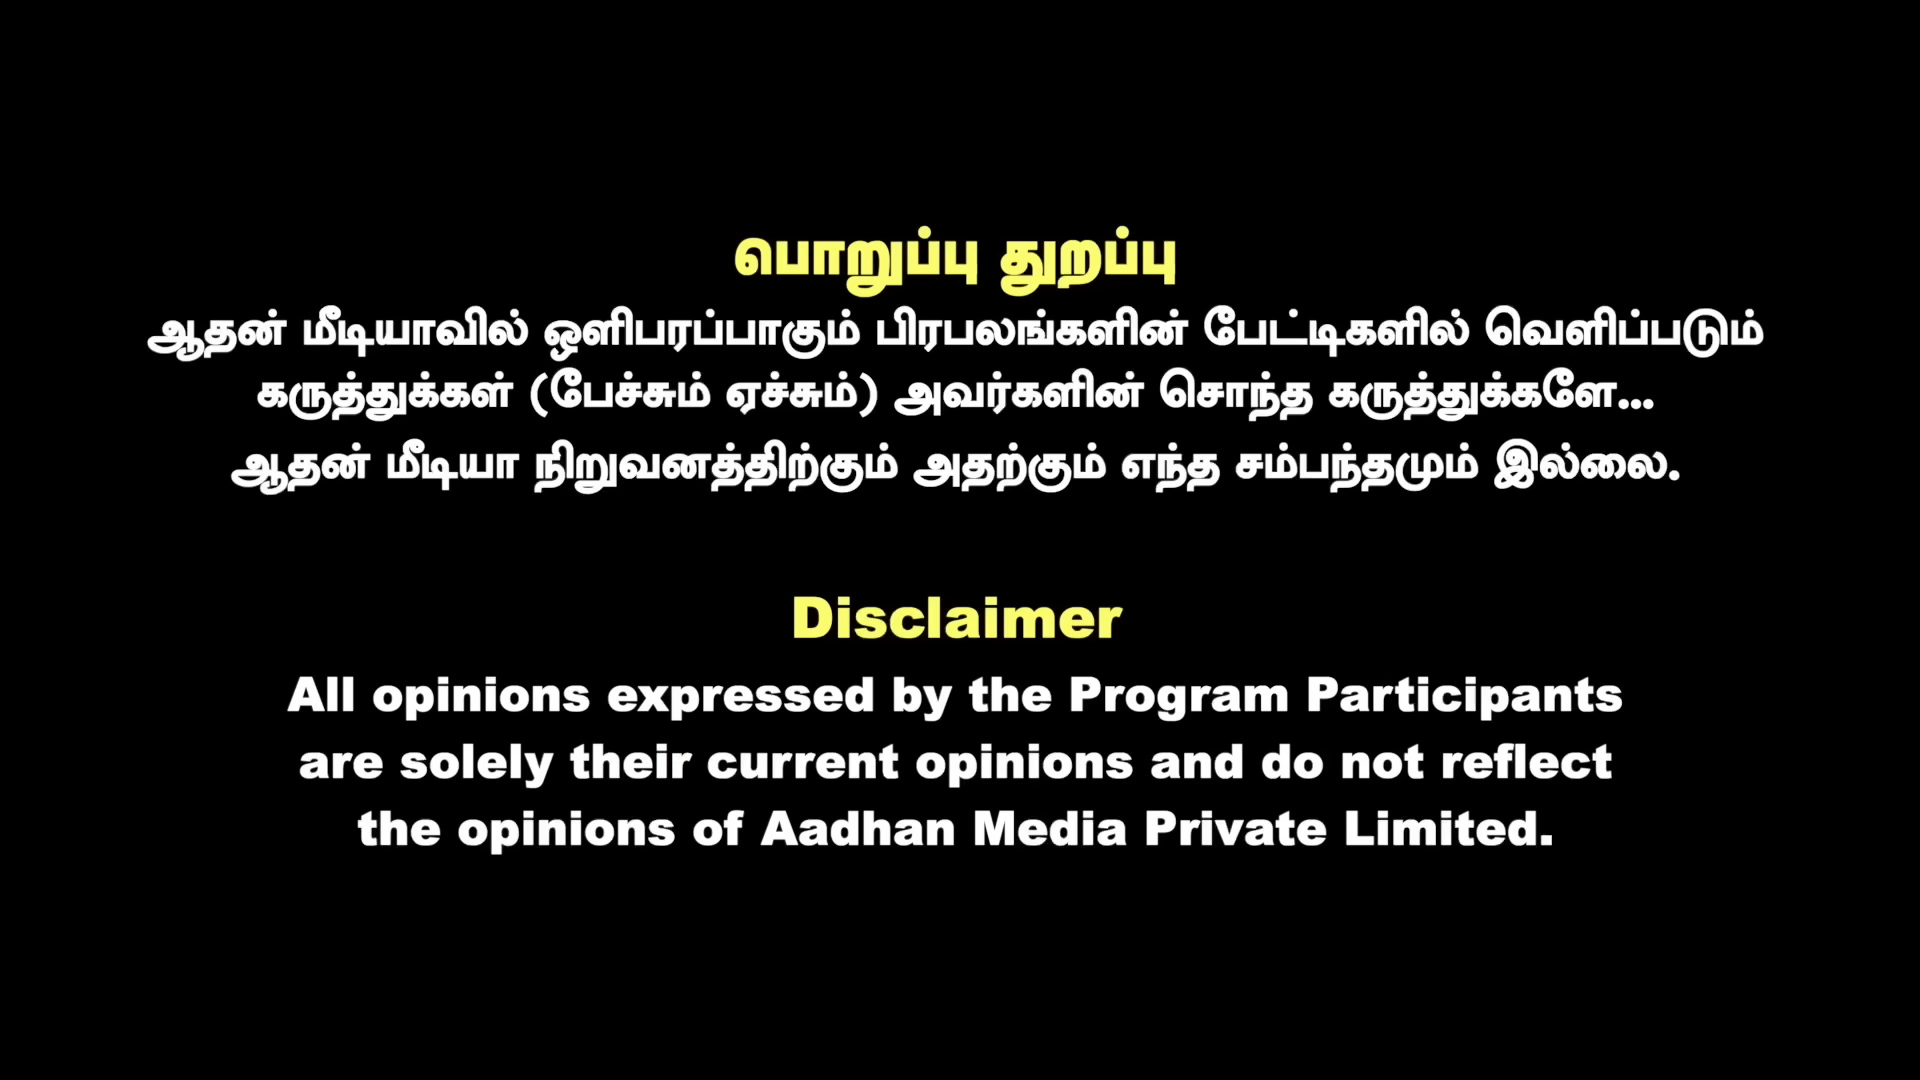 பொறுப்பு துறப்பு
ஆதன் மீடியாவில் ஒளிபரப்பாகும் பிரபலங்களின் பேட்டிகளில் வெளிப்படும்
கருத்துக்கள் (பேச்சும் ஏச்சும்) அவர்களின் சொந்த கருத்துக்களே...
ஆதன் மீடியா நிறுவனத்திற்கும் அதற்கும் எந்த சம்பந்தமும் இல்லை.
Disclaimer
All opinions expressed by the Program Participants
are solely their current opinions and do not reflect
the opinions of Aadhan Media Private Limited.